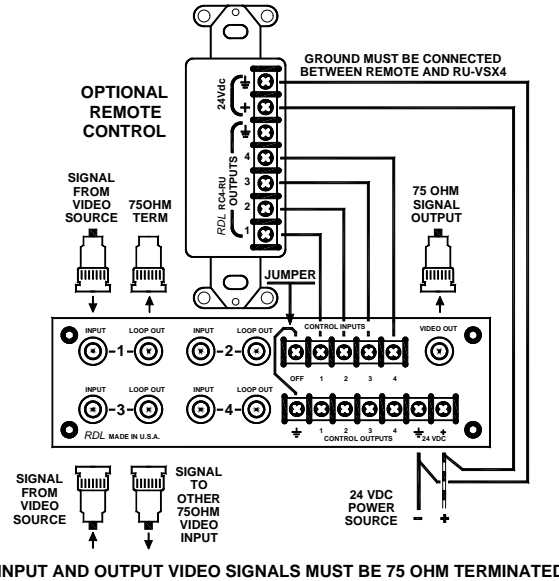 GROUND MUST BE CONNECTED
BETWEEN REMOTE AND RU-VSX4
OPTIONAL
REMOTE
CONTROL
24Vdc
+
OUTPUTS
4
3
2
1
RDL RC4-RU
SIGNAL
FROM
VIDEO
SOURCE
75OHM
TERM
75 OHM
SIGNAL
OUTPUT
JUMPER
INPUT
LOOP OUT
INPUT
LOOP OUT
CONTROL INPUTS
VIDEO OUT
-1-
-2-
OFF 1 2 3 4
INPUT
LOOP OUT
INPUT
LOOP OUT
-3-
-4-
1 2 3 4 +
CONTROL OUTPUTS
24 VDC
RDL MADE IN U.S.A.
SIGNAL
FROM
VIDEO
SOURCE
SIGNAL
TO
OTHER
75OHM
VIDEO
INPUT
24 VDC
POWER
SOURCE
- +
INPUT AND OUTPUT VIDEO SIGNALS MUST BE 75 OHM TERMINATED